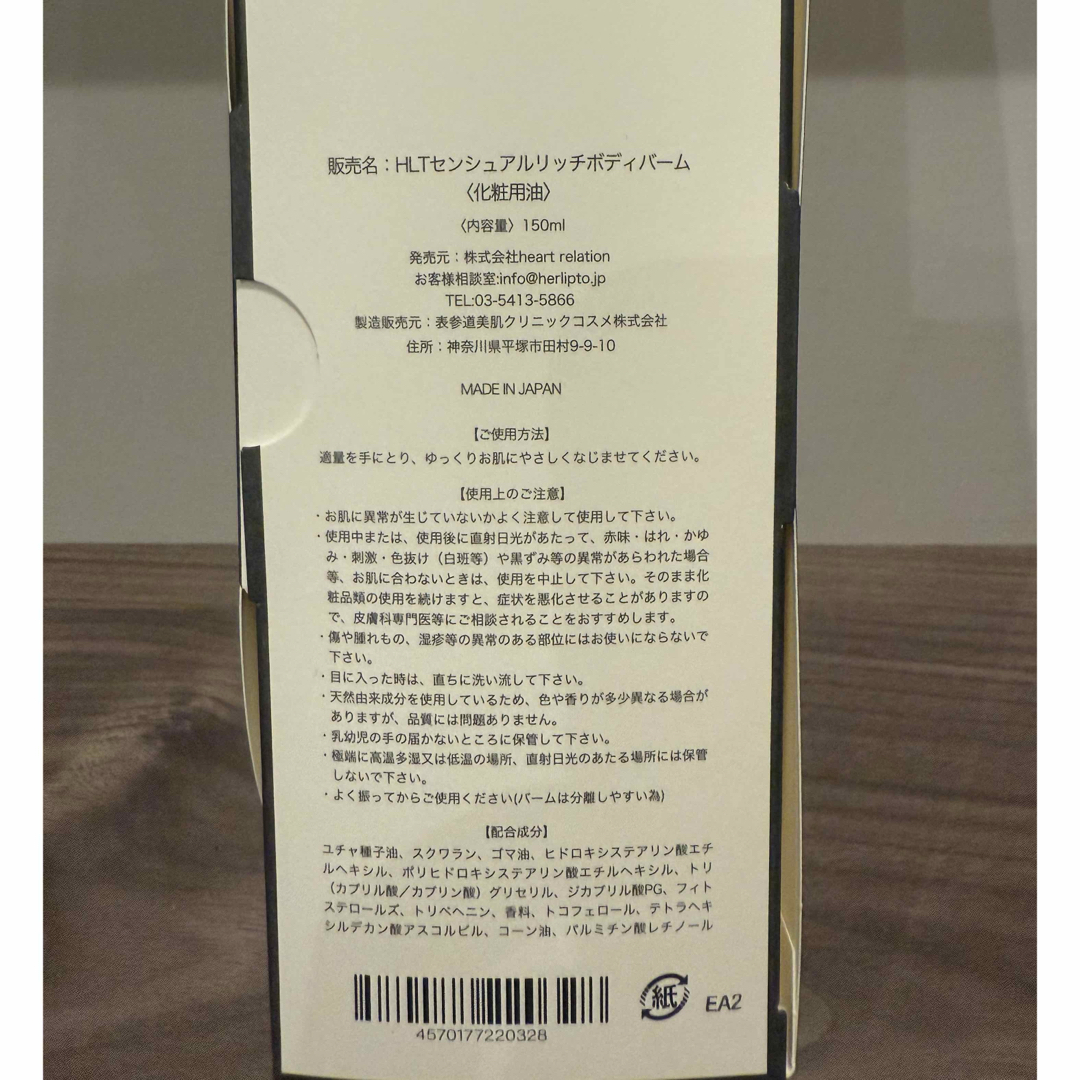 販売名：HLTセンシュアルリッチボディバーム
〈化粧用油〉
〈内容量〉150ml
発売元：株式会社heart relation
お客様相談室:info@herlipto.jp
TEL:03-5413-5866
製造販売元：表参道美肌クリニックコスメ株式会社
住所：神奈川県平塚市田村9-9-10
MADE IN JAPAN
【ご使用方法】
適量を手にとり、ゆっくりお肌にやさしくなじませてください。
【使用上のご注意】
・お肌に異常が生じていないかよく注意して使用して下さい。
・使用中または、使用後に直射日光があたって、赤味・はれ・かゆ
み・刺激・色抜け（白班等）や黒ずみ等の異常があらわれた場合
等、お肌に合わないときは、使用を中止して下さい。そのまま化
粧品類の使用を続けますと、症状を悪化させることがありますの
で、皮膚科専門医等にご相談されることをおすすめします。
・傷や腫れもの、湿疹等の異常のある部位にはお使いにならないで
下さい。
・目に入った時は、直ちに洗い流して下さい。
・天然由来成分を使用しているため、色や香りが多少異なる場合が
ありますが、品質には問題ありません。
・乳幼児の手の届かないところに保管して下さい。
・極端に高温多湿又は低温の場所、直射日光のあたる場所には保管
しないで下さい。
・よく振ってからご使用ください(バームは分離しやすい為)
【配合成分】
ユチャ種子油、スクワラン、ゴマ油、ヒドロキシステアリン酸エチ
ルヘキシル、ポリヒドロキシステアリン酸エチルヘキシル、トリ
（カプリル酸／カプリン酸）グリセリル、ジカプリル酸PG、フィト
ステロールズ、トリベヘニン、香料、トコフェロール、テトラヘキ
シルデカン酸アスコルビル、コーン油、パルミチン酸レチノール
紙
EA2
4570177220328